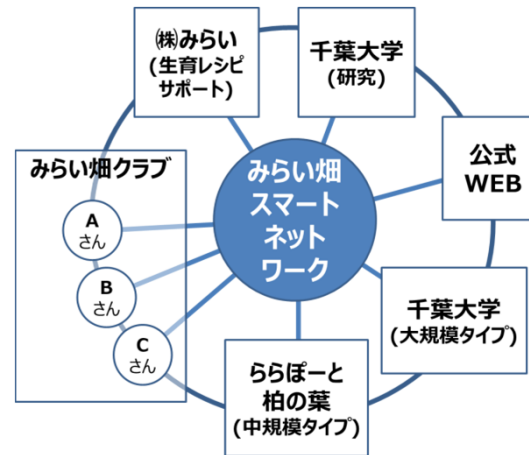 ㈱みらい
(生育レシピ
サポート)
千葉大学
(研究)
公式
WEB
みらい畑クラブ
みらい畑
スマート
ネット
ワーク
A
さん
B
さん
C
さん
千葉大学
(大規模タイプ)
ららぽーと
柏の葉
(中規模タイプ)